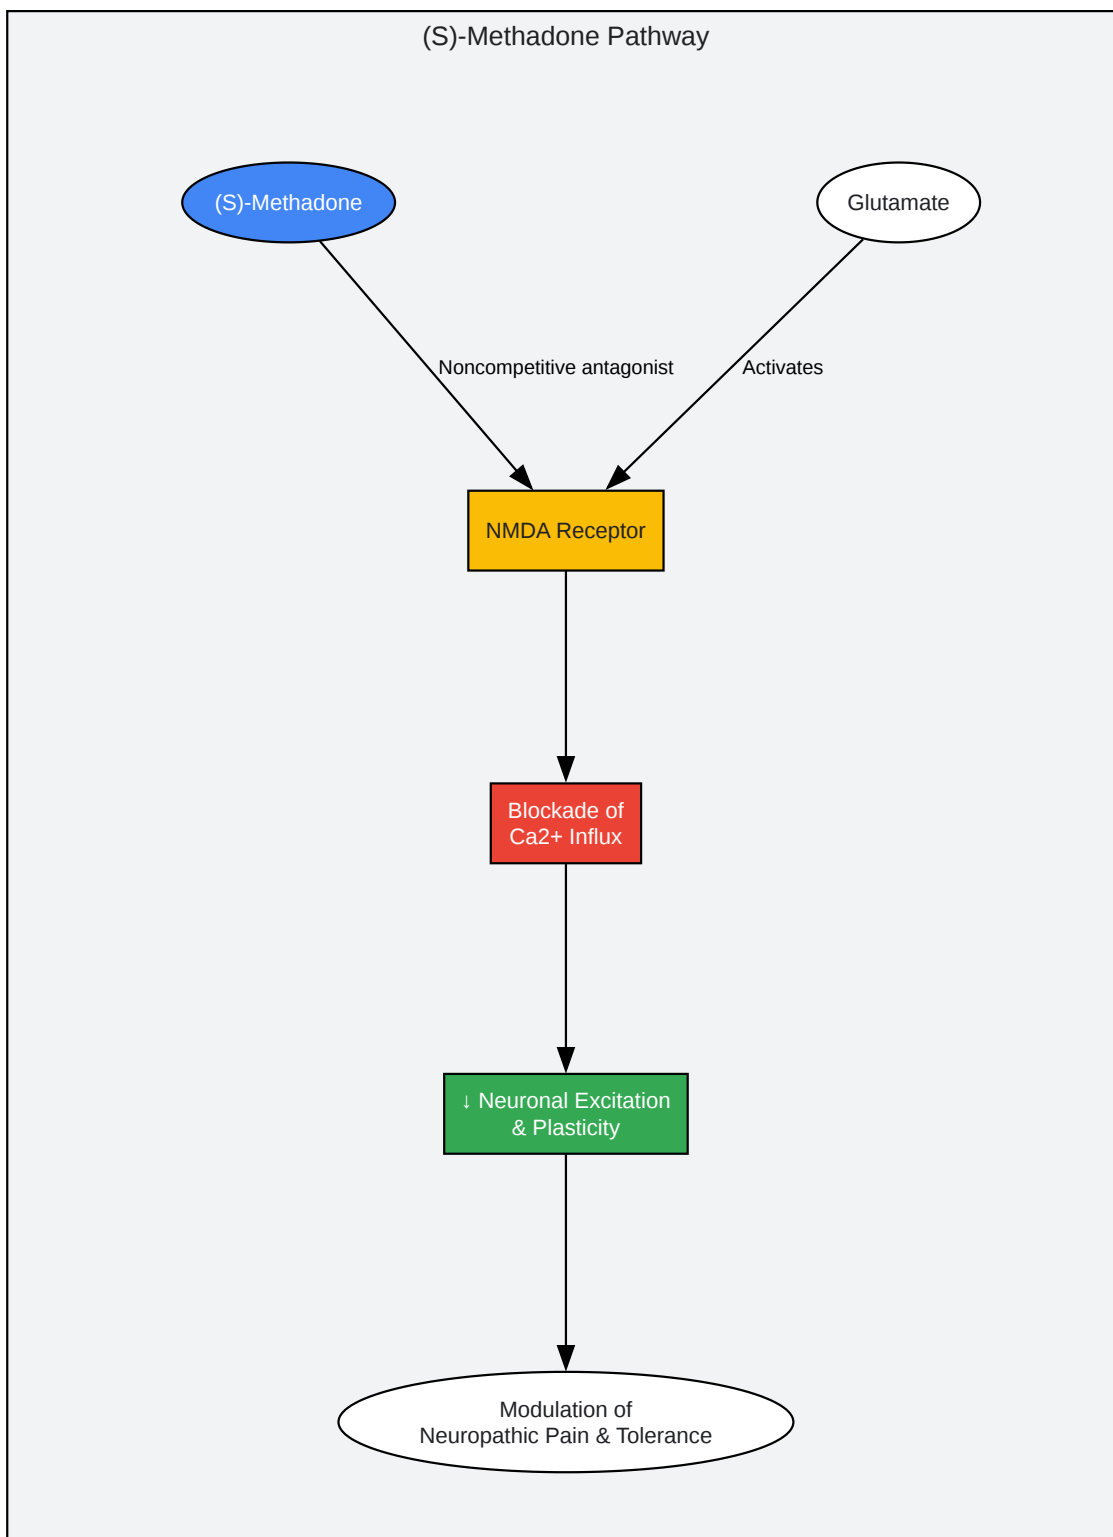 (S)-Methadone Pathway
(S)-Methadone
Glutamate
Noncompetitive antagonist
Activates
NMDA Receptor
Blockade of
Ca2+ Influx
↓ Neuronal Excitation
& Plasticity
Modulation of
Neuropathic Pain & Tolerance